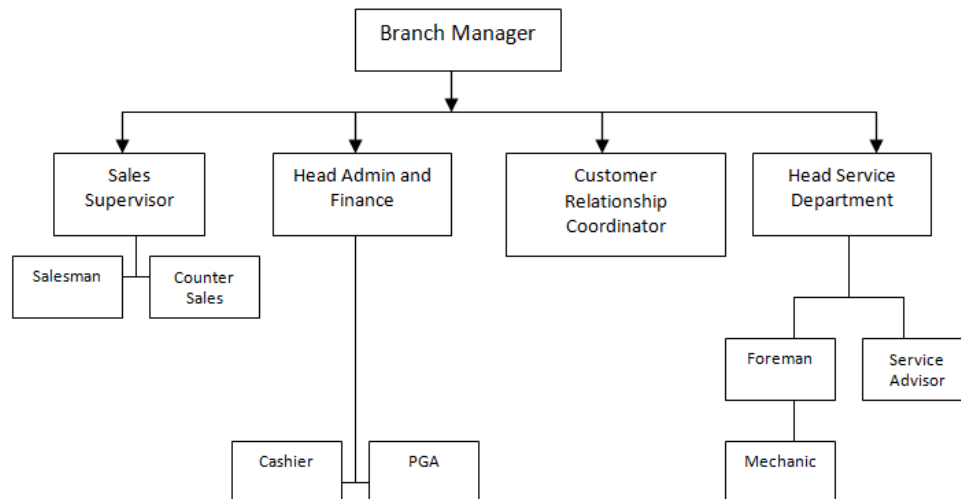 Branch Manager
Sales
Supervisor
Head Admin and
Finance
Customer
Relationship
Coordinator
Head Service
Department
Salesman
Counter
Sales
Foreman
Service
Advisor
Cashier
PGA
Mechanic